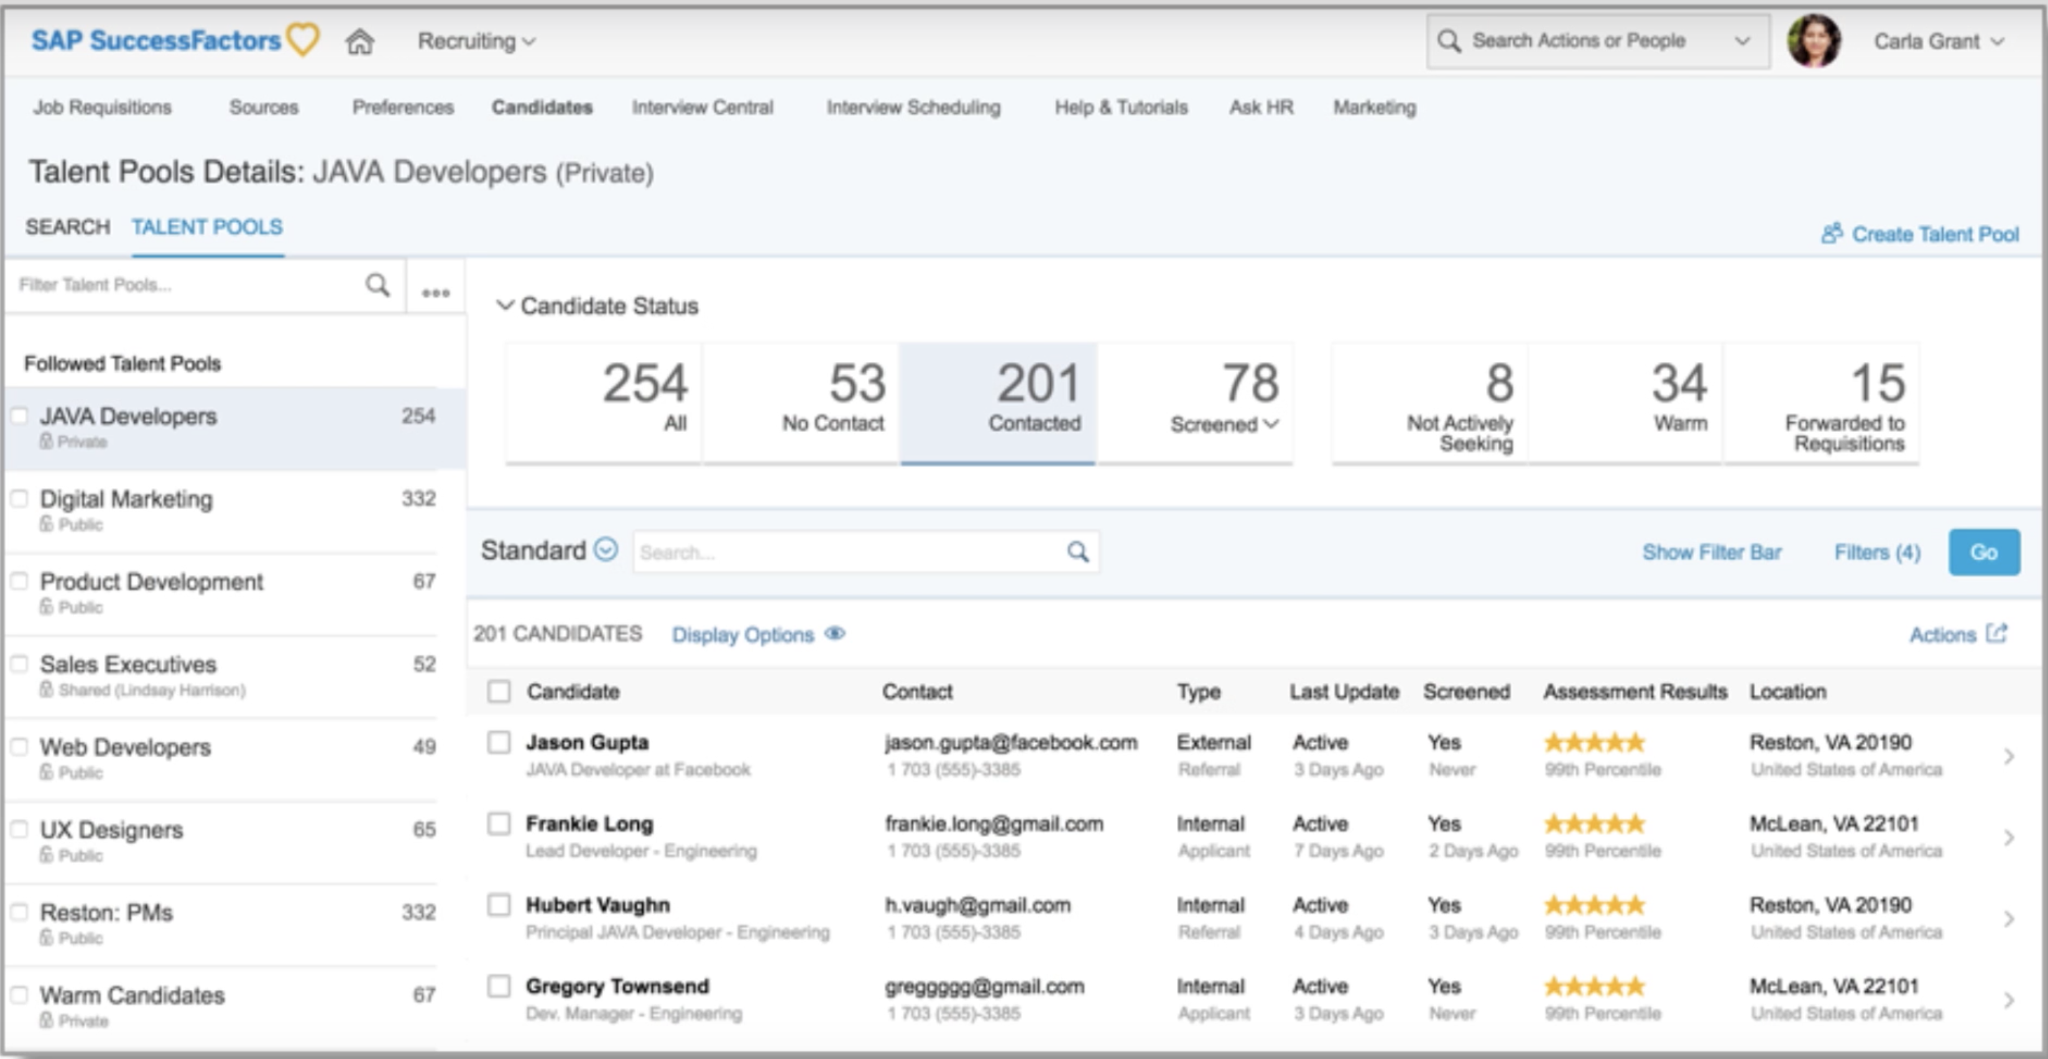 SAP SuccessFactors
Recruiting
Search Actions or People
Carla Grant
Job Requisitions Sources Preferences Candidates Interview Central Interview Scheduling Help & Tutorials Ask HR Marketing
Talent Pools Details: JAVA Developers (Private)
SEARCH TALENT POOLS
Create Talent Pool
Filter Talent Pools...
Followed Talent Pools
JAVA Developers 254
Private
Digital Marketing 332
Public
Product Development 67
Public
Sales Executives 52
Shared (Lindsay Harrison)
Web Developers 49
Public
UX Designers 65
Public
Reston: PMs 332
Public
Warm Candidates 67
Private
Candidate Status
254
All
53
No Contact
201
Contacted
78
Screened
8
Not Actively
Seeking
34
Warm
15
Forwarded to
Requisitions
Standard
Search...
Show Filter Bar
Filters (4)
Go
201 CANDIDATES
Display Options
Actions
Candidate Contact Type Last Update Screened Assessment Results Location
Jason Gupta jason.gupta@facebook.com External Active Yes Reston, VA 20190
JAVA Developer at Facebook 1 703 (555)-3385 Referral 3 Days Ago Never 99th Percentile United States of America
Frankie Long frankie.long@gmail.com Internal Active Yes McLean, VA 22101
Lead Developer - Engineering 1 703 (555)-3385 Applicant 7 Days Ago 2 Days Ago 99th Percentile United States of America
Hubert Vaughn h.vaugh@gmail.com Internal Active Yes Reston, VA 20190
Principal JAVA Developer - Engineering 1 703 (555)-3385 Referral 4 Days Ago 3 Days Ago 99th Percentile United States of America
Gregory Townsend greggggg@gmail.com Internal Active Yes McLean, VA 22101
Dev. Manager - Engineering 1 703 (555)-3385 Applicant 3 Days Ago Never 99th Percentile United States of America